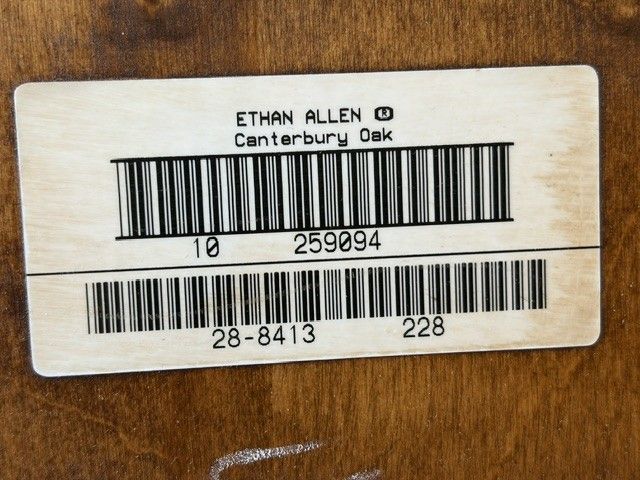 ETHAN ALLEN ®
Canterbury Oak
10 259094
28-8413 228